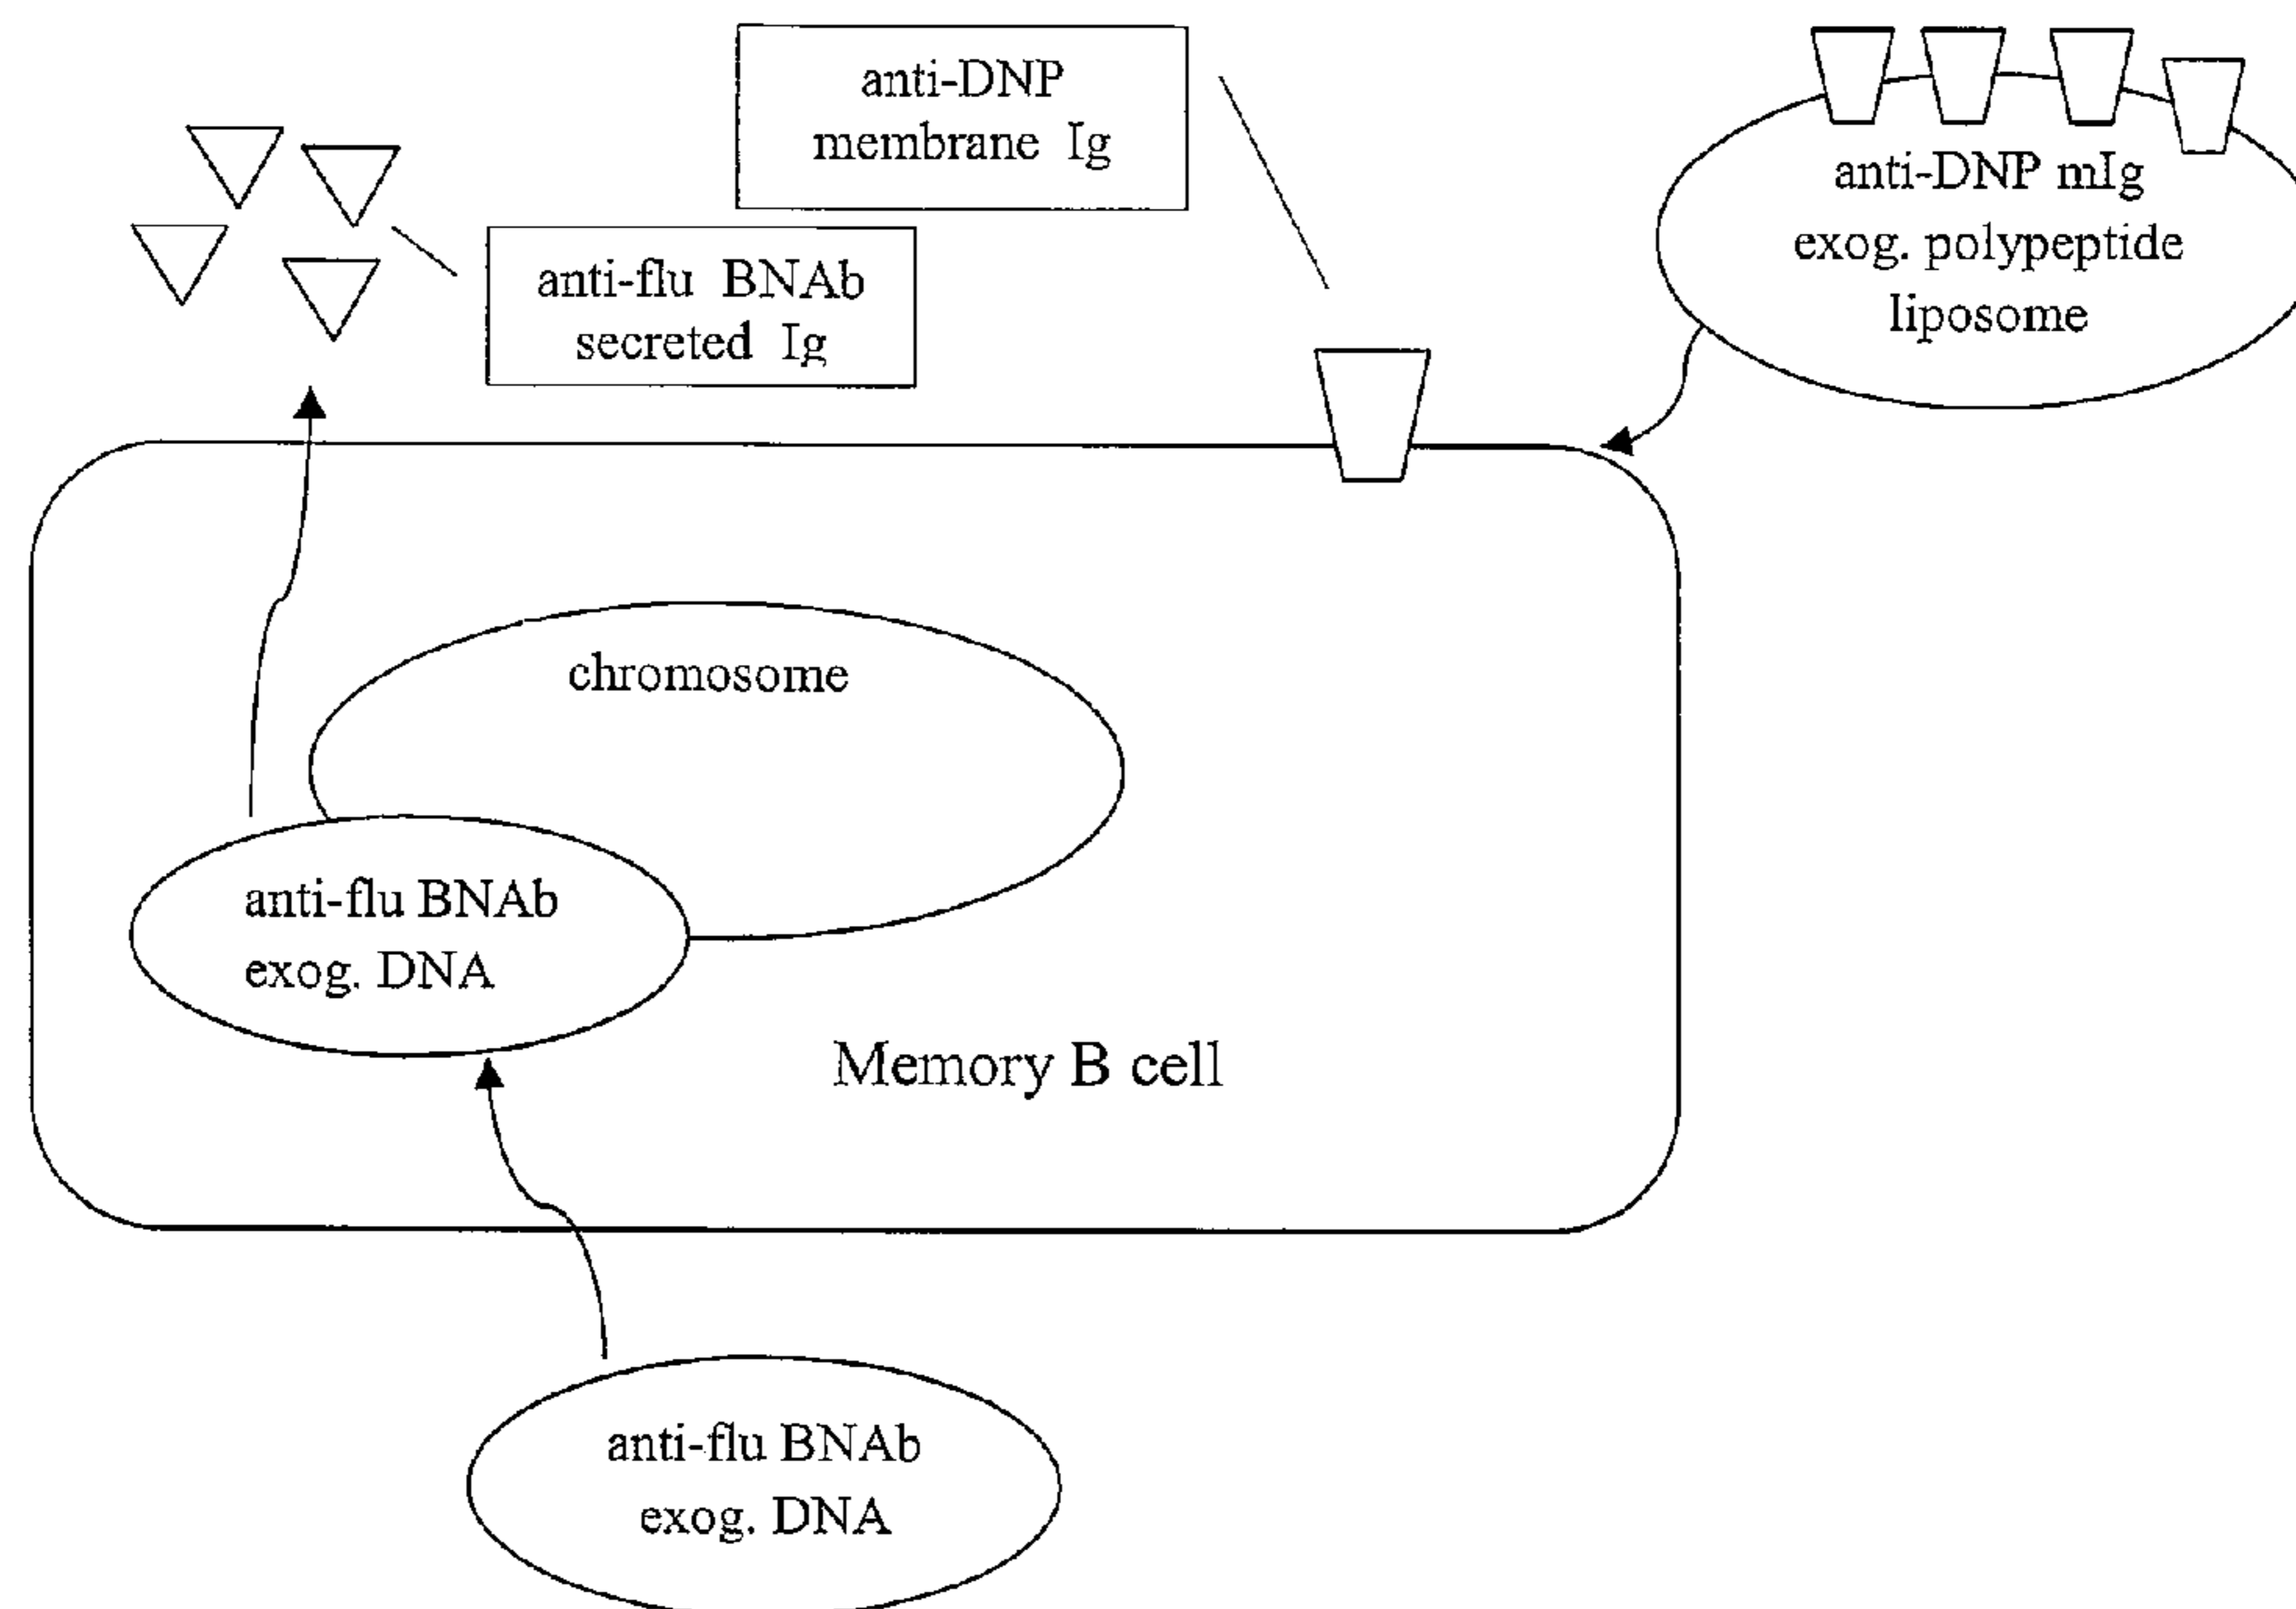 anti-DNP
membrane Ig
anti-DNP mIg
exog. polypeptide
liposome
anti-flu BNAb
secreted Ig
chromosome
anti-flu BNAb
exog. DNA
Memory B cell
anti-flu BNAb
exog. DNA